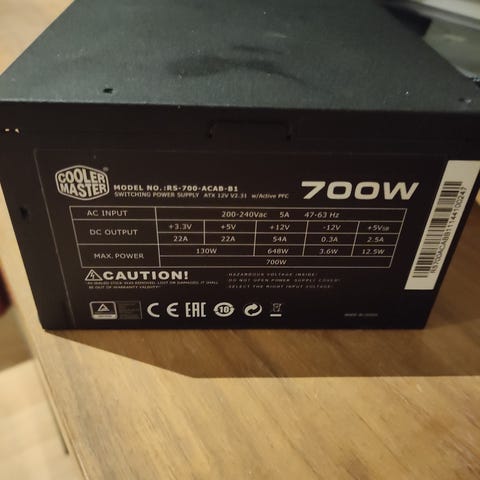 COOLER MASTER
MODEL NO.:RS-700-ACAB-B1
SWITCHING POWER SUPPLY ATX 12V V2.31 w/Active PFC
700W
AC INPUT 200-240Vac 5A 47-63 Hz
DC OUTPUT +3.3V +5V +12V -12V +5VSB
22A 22A 54A 0.3A 2.5A
MAX. POWER 130W 648W 3.6W 12.5W
700W
CAUTION!
HAZARDOUS VOLTAGE INSIDE!
DO NOT OPEN POWER SUPPLY COVER!
SELECT THE RIGHT INPUT VOLTAGE!
CE EAC 10